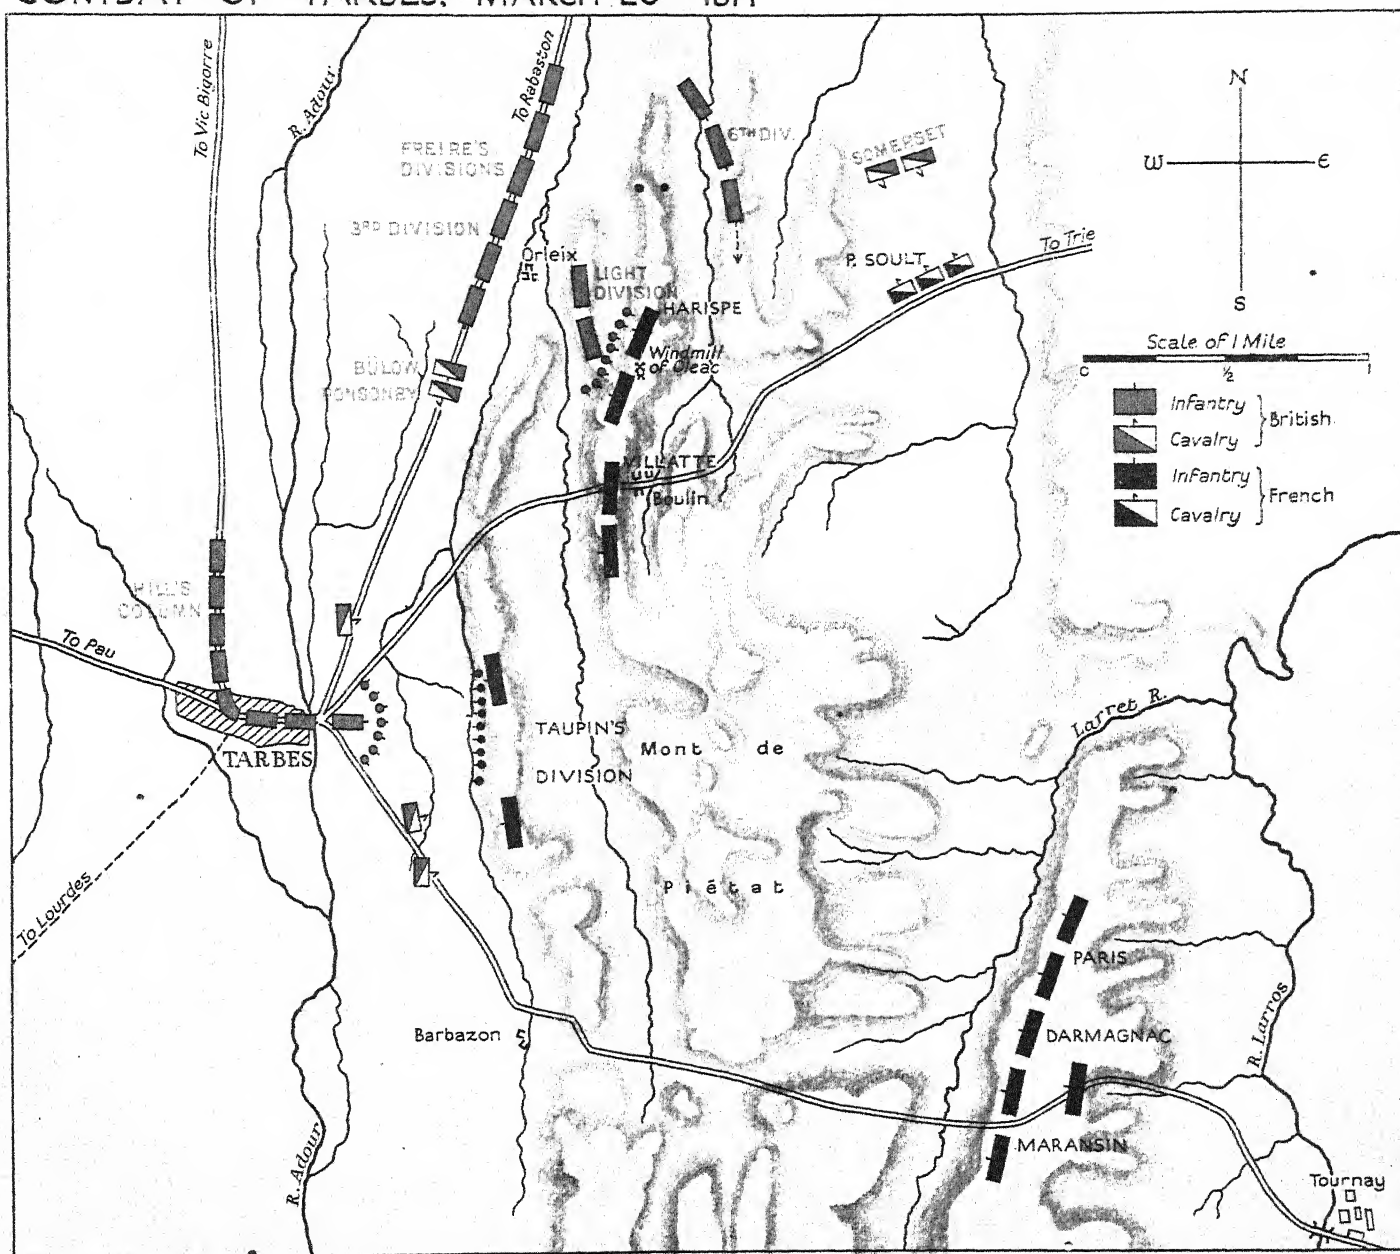 COMBAT OF TARBES, MARCH 20 1814
To Vic Bigorre
R. Adour
To Rabaston
FREIRE'S
DIVISIONS
3RD DIVISION
6TH DIV.
SOMERSET
N
W
E
S
To Trie
P. SOULT
Orleix
LIGHT
DIVISION
HARISPE
Windmill
of Oleac
BULOW
PONSONBY
Scale of 1 Mile
0
½
1
Infantry
Cavalry
British
Infantry
Cavalry
French
VILLATTE
Boulin
HILL'S
COLUMN
To Pau
TARBES
TAUPIN'S
DIVISION
Mont de
Piétat
Larret R.
To Lourdes
PARIS
DARMAGNAC
MARANSIN
R. Larros
Barbazon
R. Adour
Tournay